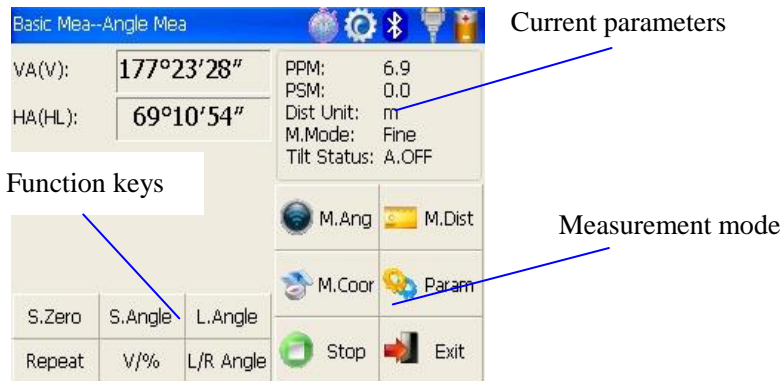 Basic Mea--Angle Mea
Current parameters
VA(V): 177°23'28"
HA(HL): 69°10'54"
PPM: 6.9
PSM: 0.0
Dist Unit: m
M.Mode: Fine
Tilt Status: A.OFF
Function keys
M.Ang M.Dist
Measurement mode
M.Coor Param
S.Zero S.Angle L.Angle
Repeat V/% L/R Angle
Stop Exit